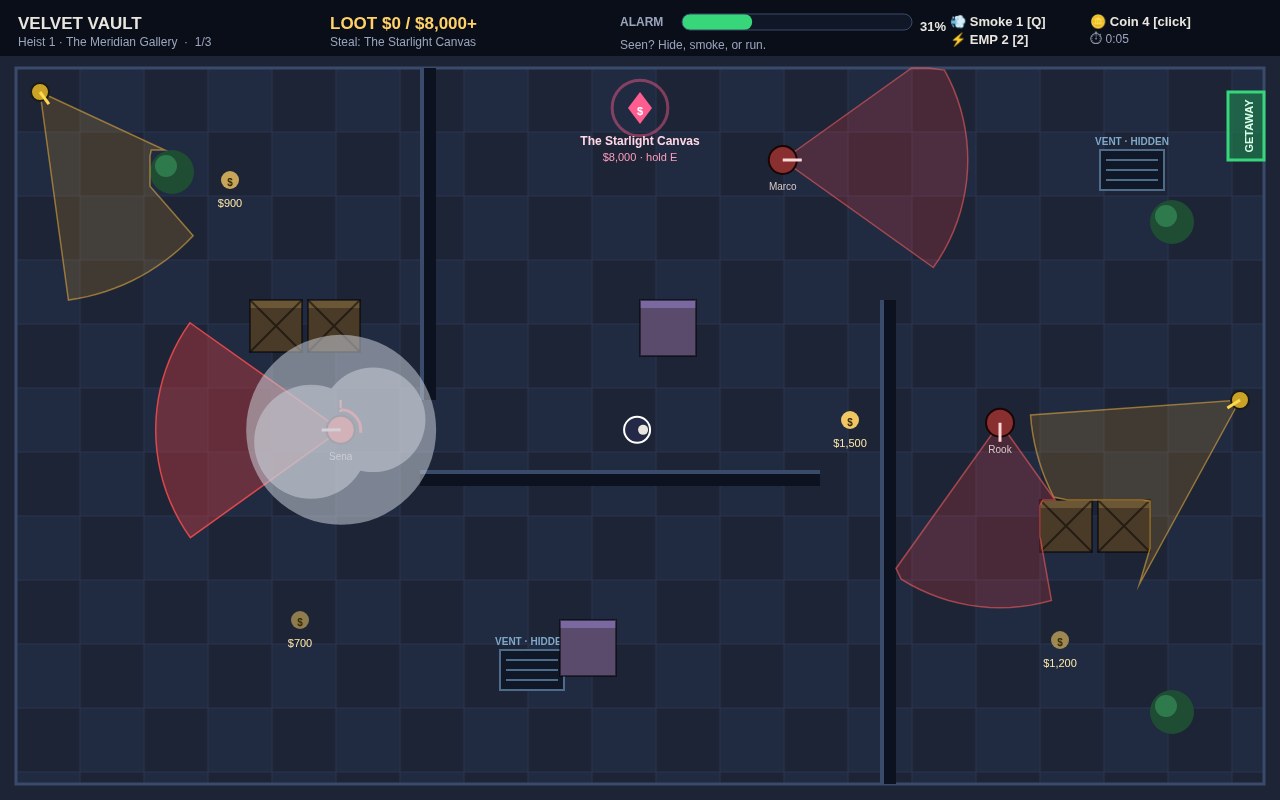 VELVET VAULT
Heist 1 · The Meridian Gallery · 1/3
LOOT $0 / $8,000+
Steal: The Starlight Canvas
ALARM
31%
Seen? Hide, smoke, or run.
💨 Smoke 1 [Q]
⚡ EMP 2 [2]
🪙 Coin 4 [click]
⏱ 0:05
$
The Starlight Canvas
$8,000 · hold E
Marco
VENT · HIDDEN
GETAWAY
$
$900
Sena
$
$1,500
Rook
$
$700
VENT · HIDDE
$
$1,200